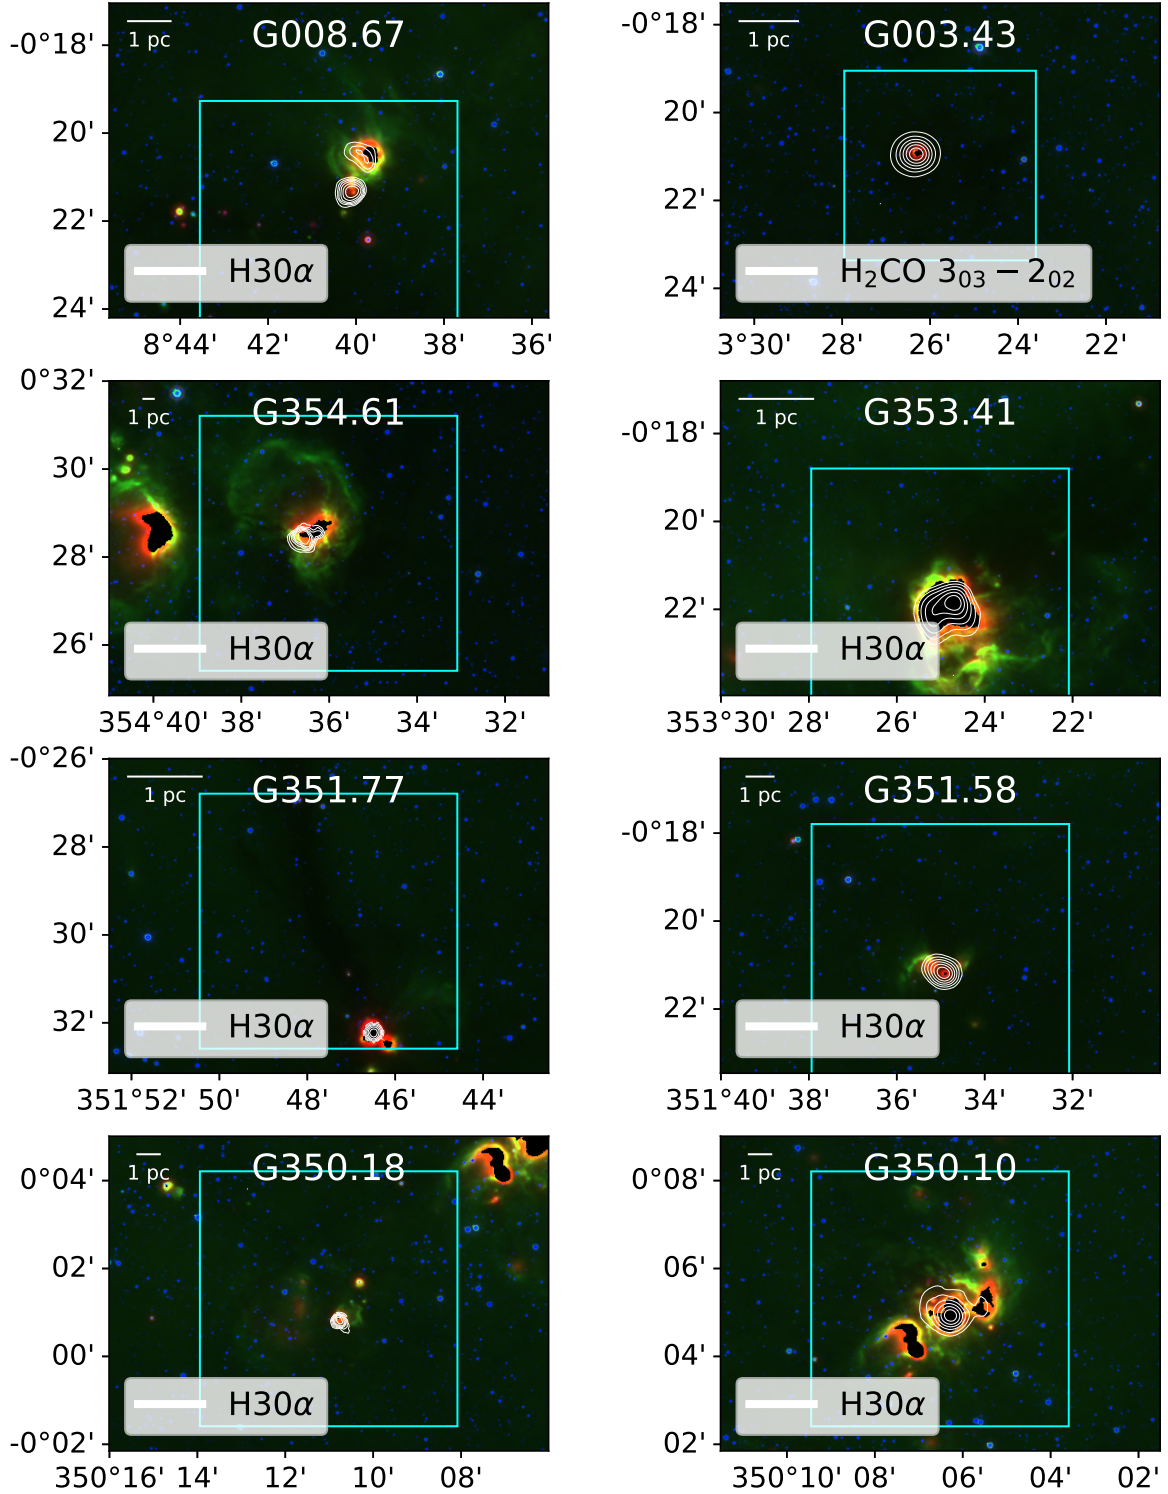 G008.67
1 pc
H30α
-0°18'
20'
22'
24'
8°44' 42' 40' 38' 36'
G003.43
1 pc
H₂CO 3₀₃ − 2₀₂
-0°18'
20'
22'
24'
3°30' 28' 26' 24' 22'
G354.61
1 pc
H30α
0°32'
30'
28'
26'
354°40' 38' 36' 34' 32'
G353.41
1 pc
H30α
-0°18'
20'
22'
353°30' 28' 26' 24' 22'
G351.77
1 pc
H30α
-0°26'
28'
30'
32'
351°52' 50' 48' 46' 44'
G351.58
1 pc
H30α
-0°18'
20'
22'
351°40' 38' 36' 34' 32'
G350.18
1 pc
H30α
0°04'
02'
00'
-0°02'
350°16' 14' 12' 10' 08'
G350.10
1 pc
H30α
0°08'
06'
04'
02'
350°10' 08' 06' 04' 02'